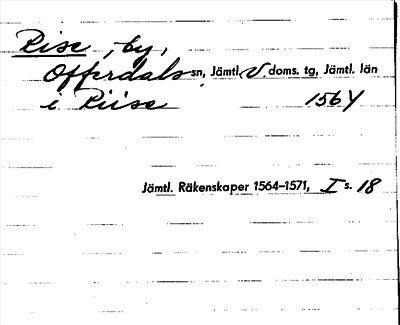 Rise, by,
Offerdals sn, Jämtl. V. doms. tg, Jämtl. län
i Riise 1564
Jämtl. Räkenskaper 1564–1571, I s. 18